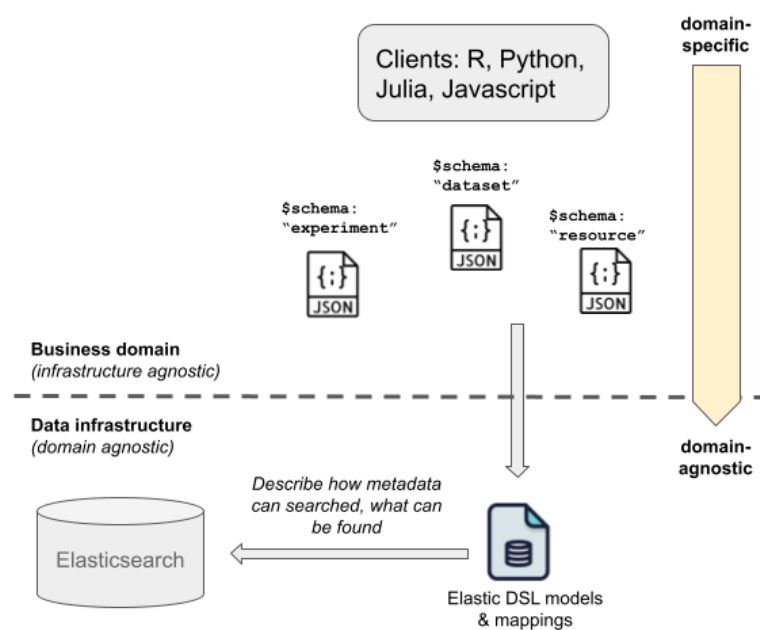 domain-
specific
Clients: R, Python,
Julia, Javascript
$schema:
“dataset”
$schema:
“experiment”
$schema:
“resource”
{;}
JSON
{;}
JSON
{;}
JSON
Business domain
(infrastructure agnostic)
Data infrastructure
(domain agnostic)
domain-
agnostic
Describe how metadata
can searched, what can
be found
Elasticsearch
Elastic DSL models
& mappings